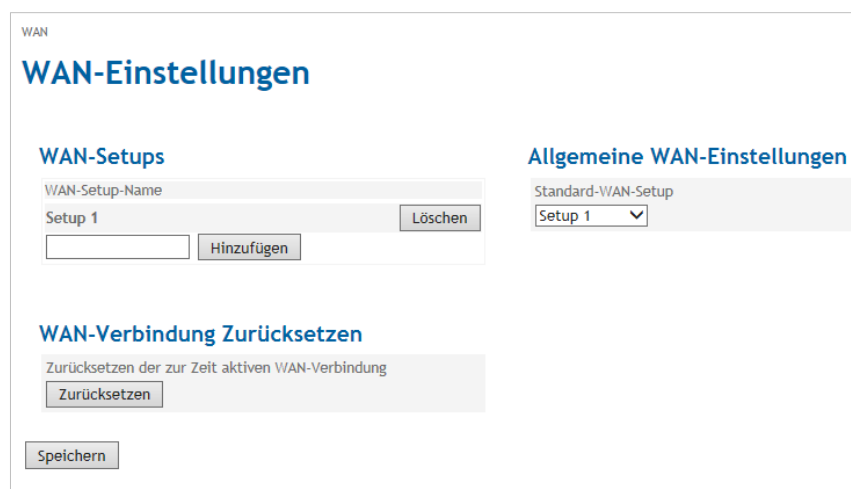 WAN
WAN-Einstellungen
WAN-Setups
WAN-Setup-Name
Setup 1
Löschen
Hinzufügen
Allgemeine WAN-Einstellungen
Standard-WAN-Setup
Setup 1
WAN-Verbindung Zurücksetzen
Zurücksetzen der zur Zeit aktiven WAN-Verbindung
Zurücksetzen
Speichern